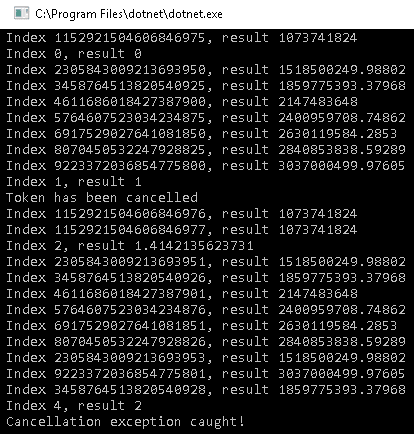 C:\Program Files\dotnet\dotnet.exe
Index 1152921504606846975, result 1073741824
Index 0, result 0
Index 2305843009213693950, result 1518500249.98802
Index 3458764513820540925, result 1859775393.37968
Index 4611686018427387900, result 2147483648
Index 5764607523034234875, result 2400959708.74862
Index 6917529027641081850, result 2630119584.2853
Index 8070450532247928825, result 2840853838.59289
Index 9223372036854775800, result 3037000499.97605
Index 1, result 1
Token has been cancelled
Index 1152921504606846976, result 1073741824
Index 1152921504606846977, result 1073741824
Index 2, result 1.4142135623731
Index 2305843009213693951, result 1518500249.98802
Index 3458764513820540926, result 1859775393.37968
Index 4611686018427387901, result 2147483648
Index 5764607523034234876, result 2400959708.74862
Index 6917529027641081851, result 2630119584.2853
Index 8070450532247928826, result 2840853838.59289
Index 2305843009213693953, result 1518500249.98802
Index 9223372036854775801, result 3037000499.97605
Index 3458764513820540928, result 1859775393.37968
Index 4, result 2
Cancellation exception caught!